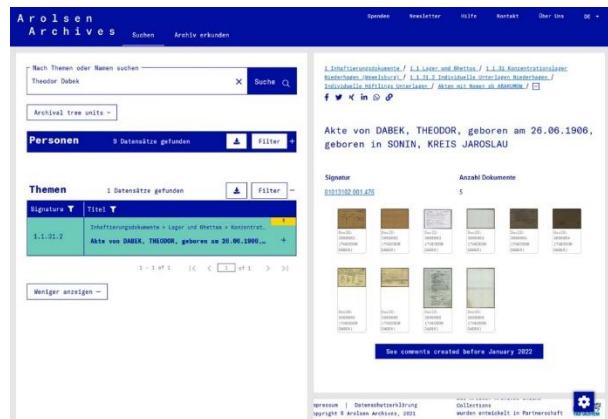 Arolsen
Archives
Suchen
Archiv erkunden
Spenden
Newsletter
Hilfe
Kontakt
Über Uns
DE
Nach Themen oder Namen suchen
Theodor Dabek
Suche
Archival tree units
Personen
Datensätze gefunden
Filter
Themen
1 Datensätze gefunden
Filter
Signatura
Titel
1.1.31.2
Inhaftierungsdokumente > Lager und Ghettos > Konzentrat...
Akte von DABEK, THEODOR, geboren am 26.06.1906,...
1 - 1 of 1
1 of 1
Weniger anzeigen
1 Inhaftierungsdokumente / 1.1 Lager und Ghettos / 1.1.31 Konzentrationslager
Niederhagen (Wewelsburg) / 1.1.31.2 Individuelle Unterlagen Niederhagen /
Individuelle Häftlings Unterlagen / Akten mit Namen ab
Akte von DABEK, THEODOR, geboren am 26.06.1906,
geboren in SONIN, KREIS JAROSLAU
Signatur
Anzahl Dokumente
01013102 001.476
5
See comments created before January 2022
Impressum | Datenschutzerklärung
Copyright © Arolsen Archives, 2021
Collections
wurden entwickelt in Partnerschaft